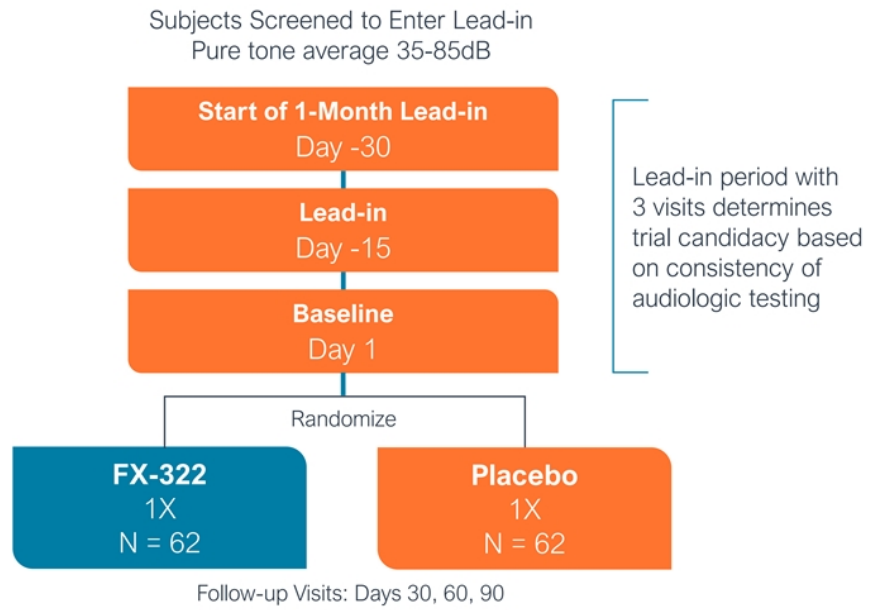 Subjects Screened to Enter Lead-in
Pure tone average 35-85dB
Start of 1-Month Lead-in
Day -30
Lead-in
Day -15
Baseline
Day 1
Lead-in period with
3 visits determines
trial candidacy based
on consistency of
audiologic testing
Randomize
FX-322
1X
N = 62
Placebo
1X
N = 62
Follow-up Visits: Days 30, 60, 90